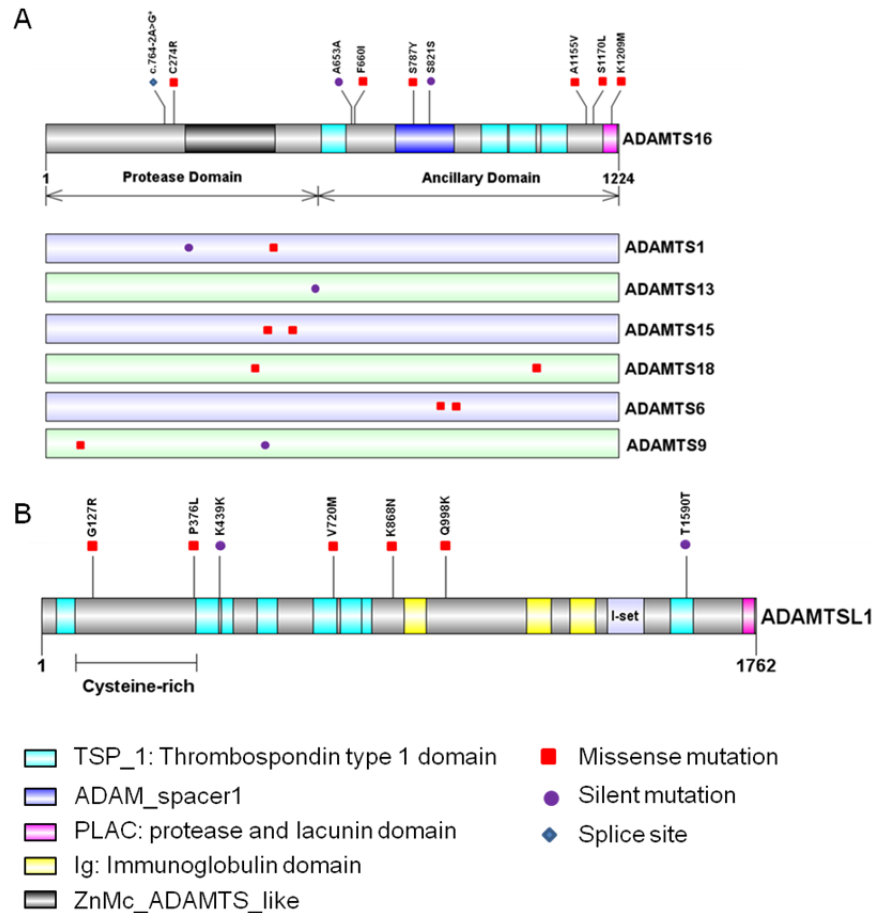 A
c.764-2A>G*
C274R
A653A
F660I
S787Y
S821S
A1155V
S1170L
K1209M
ADAMTS16
1
Protease Domain
Ancillary Domain
1224
ADAMTS1
ADAMTS13
ADAMTS15
ADAMTS18
ADAMTS6
ADAMTS9
B
G127R
P376L
K439K
V720M
K868N
Q998K
T1590T
I-set
ADAMTSL1
1
Cysteine-rich
1762
TSP_1: Thrombospondin type 1 domain
ADAM_spacer1
PLAC: protease and lacunin domain
Ig: Immunoglobulin domain
ZnMc_ADAMTS_like
Missense mutation
Silent mutation
Splice site